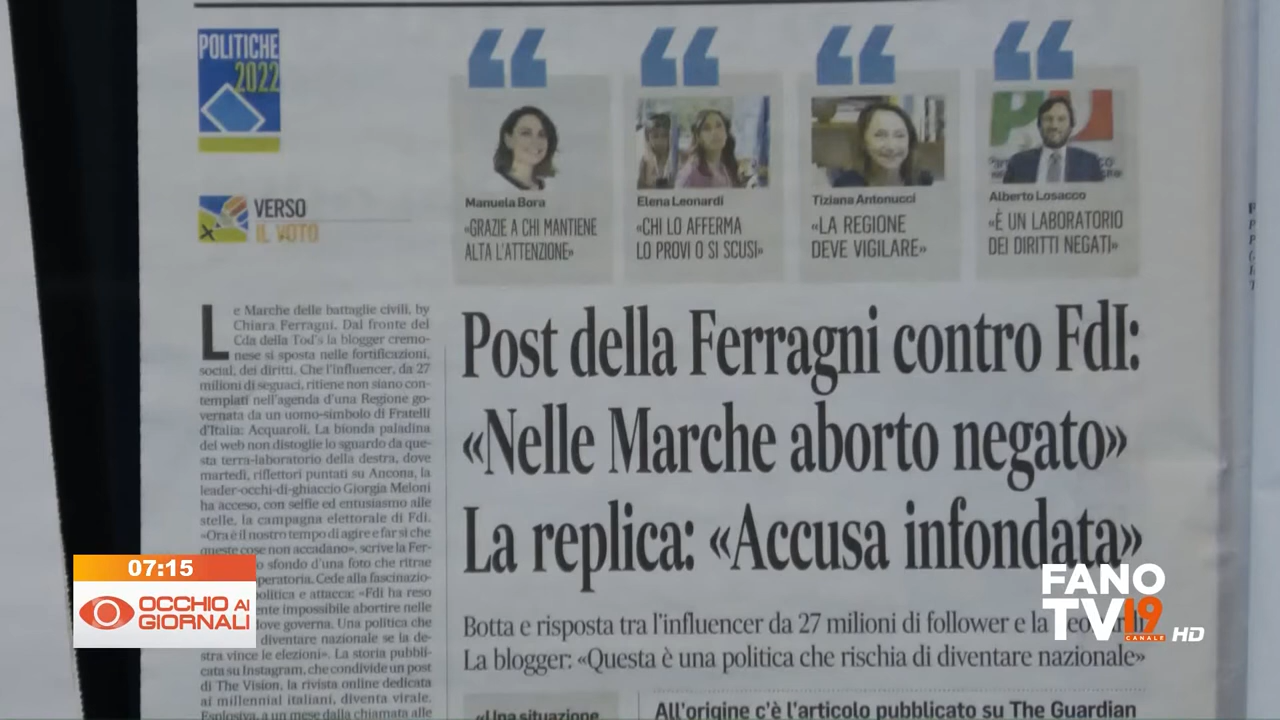 POLITICHE
2022
VERSO
IL VOTO
Manuela Bora
«GRAZIE A CHI MANTIENE
ALTA L'ATTENZIONE»
Elena Leonardi
«CHI LO AFFERMA
LO PROVI O SI SCUSI»
Tiziana Antonucci
«LA REGIONE
DEVE VIGILARE»
Alberto Losacco
«È UN LABORATORIO
DEI DIRITTI NEGATI»
Post della Ferragni contro FdI:
«Nelle Marche aborto negato»
La replica: «Accusa infondata»
Botta e risposta tra l'influencer da 27 milioni di follower e la
La blogger: «Questa è una politica che rischia di diventare nazionale»
Le Marche delle battaglie civili, by
Chiara Ferragni. Dal fronte del
Cda della Tod's la blogger cremo-
nese si sposta nelle fortificazioni,
social, dei diritti. Che l'influencer, da 27
milioni di seguaci, ritiene non siano con-
templati nell'agenda d'una Regione go-
vernata da un uomo-simbolo di Fratelli
d'Italia: Acquaroli. La bionda paladina
del web non distoglie lo sguardo da que-
sta terra-laboratorio della destra, dove
martedì, riflettori puntati su Ancona, la
leader-occhi-di-ghiaccio Giorgia Meloni
ha acceso, con selfie ed entusiasmo alle
stelle, la campagna elettorale di Fdi.
«Ora è il nostro tempo di agire e far sì che
queste cose non accadano», scrive la Fer-
o sfondo d'una foto che ritrae
peratoria. Cede alla fascinazio-
olitica e attacca: «Fdi ha reso
ente impossibile abortire nelle
dove governa. Una politica che
diventare nazionale se la de-
stra vince le elezioni». La storia pubbli-
cata su Instagram, che condivide un post
di The Vision, la rivista online dedicata
ai millennial italiani, diventa virale.
Esplosiva, a un mese dalla chiamata alle
«Una situazione
All'origine c'è l'articolo pubblicato su The Guardian
07:15
OCCHIO AI
GIORNALI
FANO
TV19
CANALE
HD